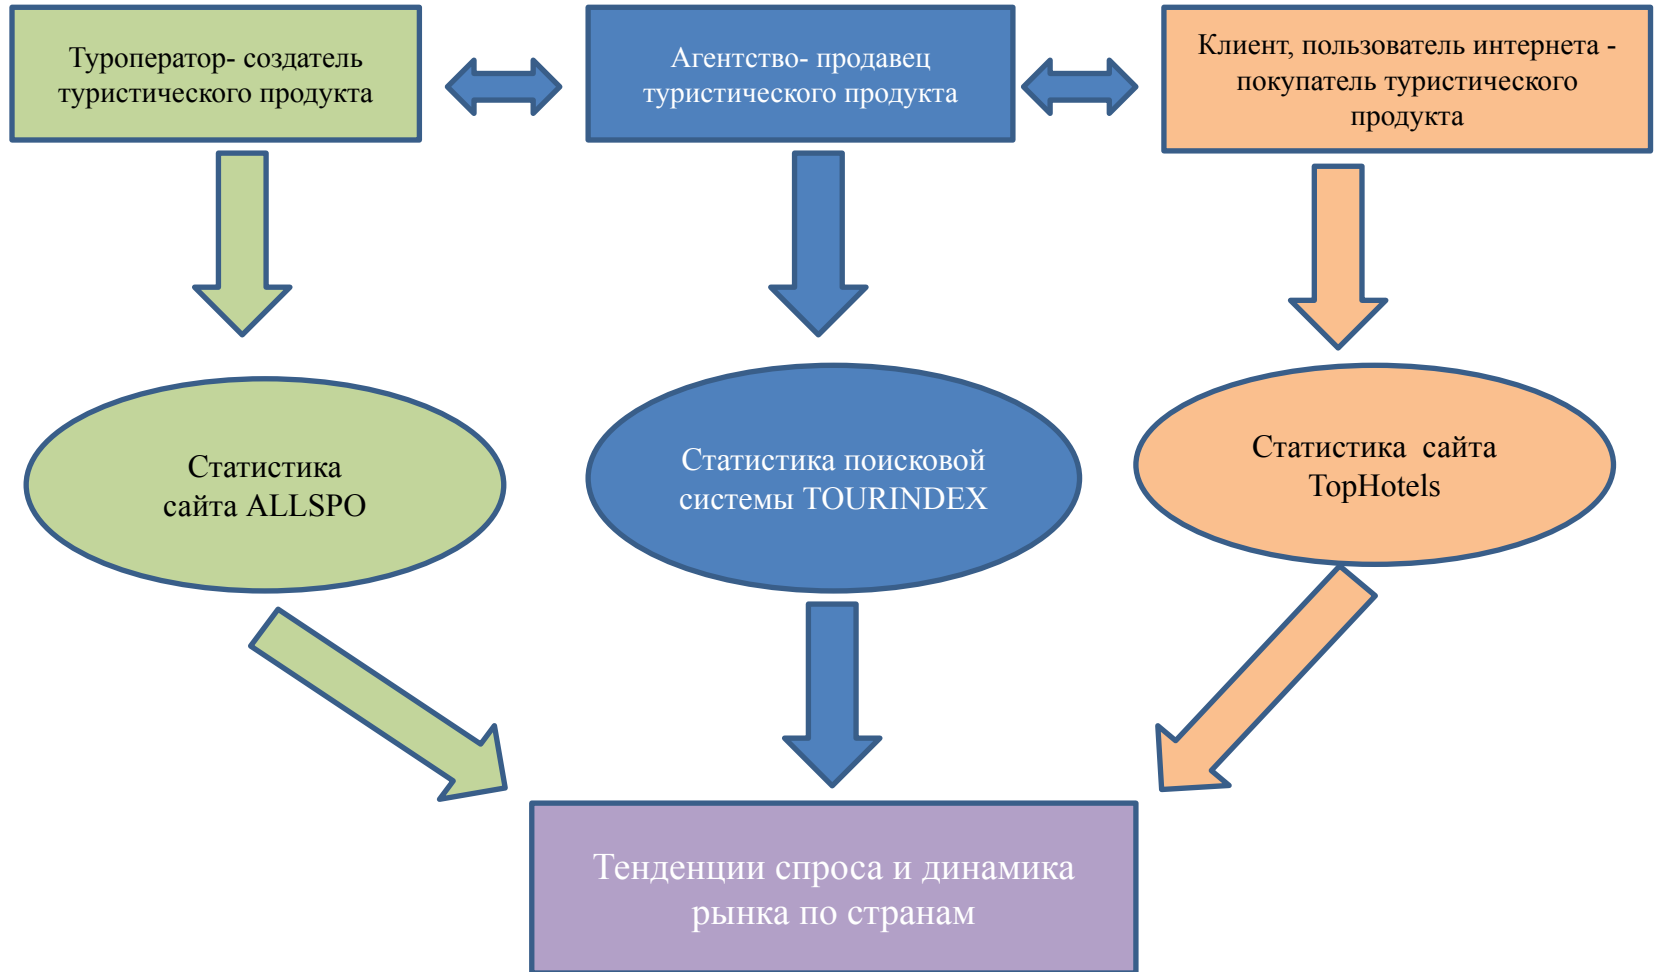 Туроператор- создатель
туристического продукта
Агентство- продавец
туристического продукта
Клиент, пользователь интернета -
покупатель туристического
продукта
Статистика
сайта ALLSPO
Статистика поисковой
системы TOURINDEX
Статистика  сайта
TopHotels
Тенденции спроса и динамика
рынка по странам